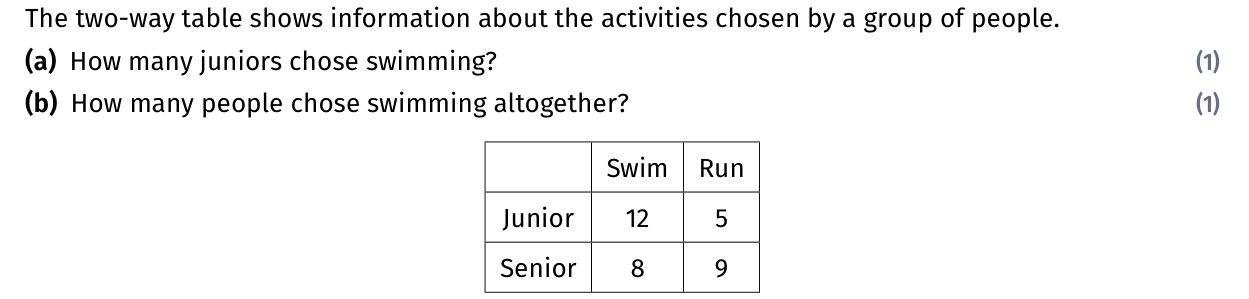 The two-way table shows information about the activities chosen by a group of people.
(a) How many juniors chose swimming? (1)
(b) How many people chose swimming altogether? (1)
Swim Run
Junior 12 5
Senior 8 9